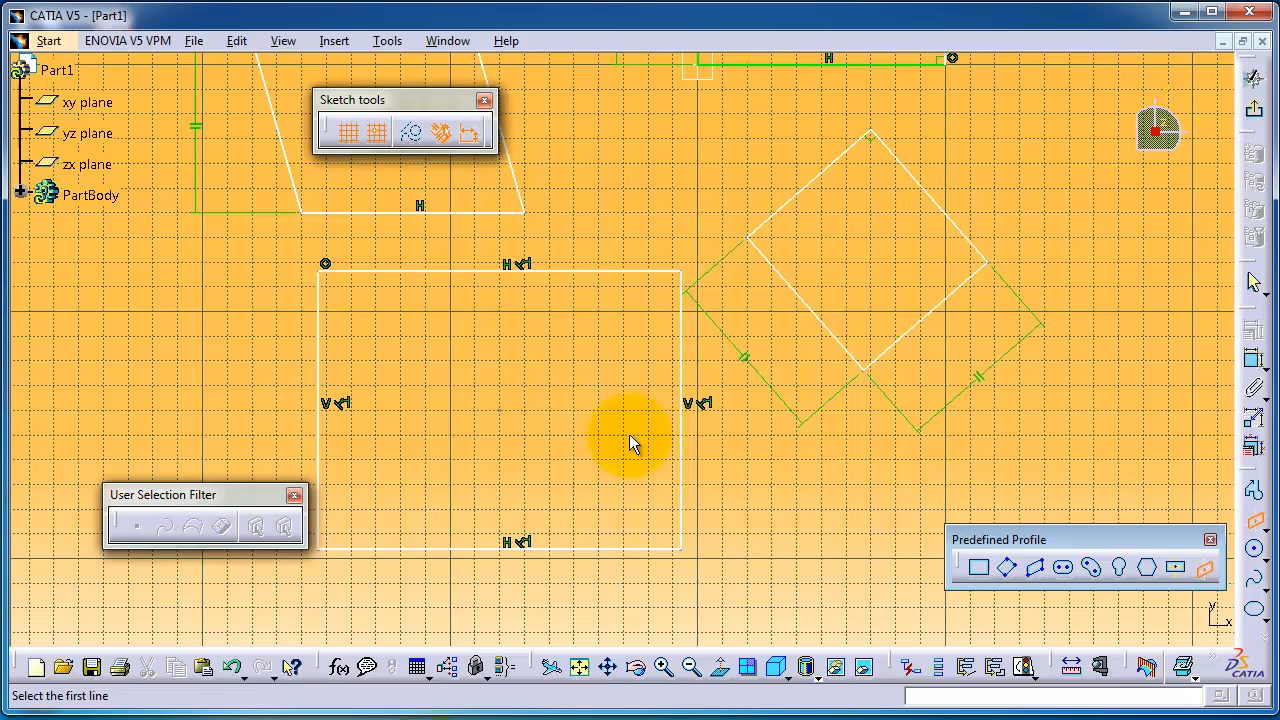 CATIA V5 - [Part1]
Start ENOVIA V5 VPM File Edit View Insert Tools Window Help
Part1
xy plane
yz plane
zx plane
PartBody
Sketch tools
H
H
H
V
V
H
User Selection Filter
Predefined Profile
y
x
f(x)
CATIA
Select the first line